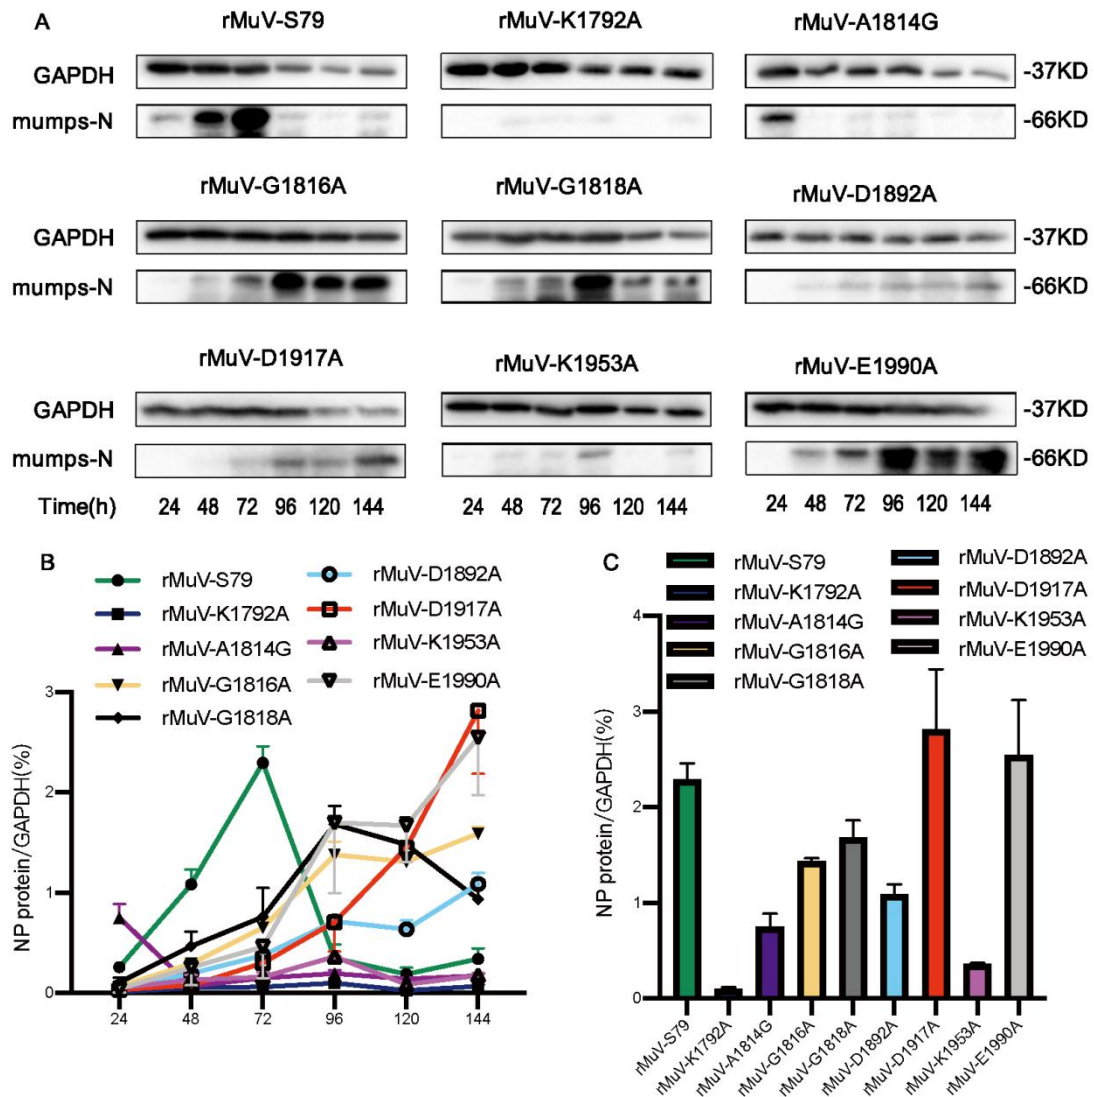 A
rMuV-S79 rMuV-K1792A rMuV-A1814G
GAPDH -37KD
mumps-N -66KD
rMuV-G1816A rMuV-G1818A rMuV-D1892A
GAPDH -37KD
mumps-N -66KD
rMuV-D1917A rMuV-K1953A rMuV-E1990A
GAPDH -37KD
mumps-N -66KD
Time(h) 24 48 72 96 120 144 24 48 72 96 120 144 24 48 72 96 120 144
B
rMuV-S79
rMuV-K1792A
rMuV-A1814G
rMuV-G1816A
rMuV-G1818A
rMuV-D1892A
rMuV-D1917A
rMuV-K1953A
rMuV-E1990A
NP protein/GAPDH(%)
3
2
1
0
24 48 72 96 120 144
C
rMuV-S79
rMuV-K1792A
rMuV-A1814G
rMuV-G1816A
rMuV-G1818A
rMuV-D1892A
rMuV-D1917A
rMuV-K1953A
rMuV-E1990A
NP protein/GAPDH(%)
4
3
2
1
0
rMuV-S79
rMuV-K1792A
rMuV-A1814G
rMuV-G1816A
rMuV-G1818A
rMuV-D1892A
rMuV-D1917A
rMuV-K1953A
rMuV-E1990A